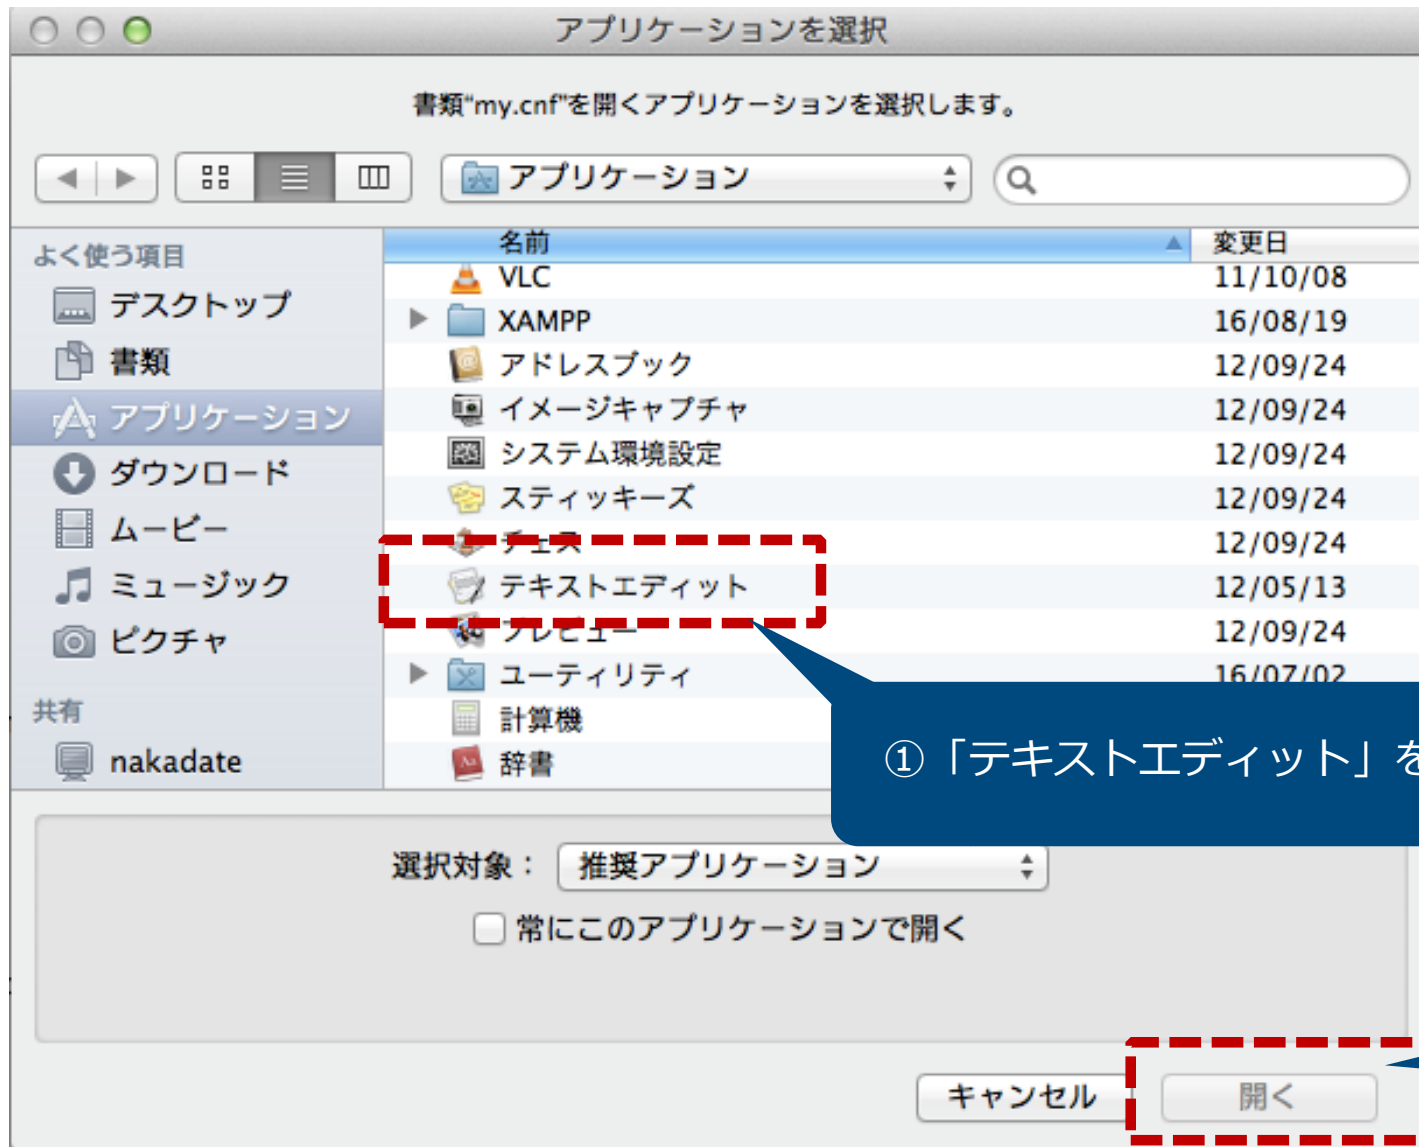 アプリケーションを選択
書類“my.cnf”を開くアプリケーションを選択します。
アプリケーション
よく使う項目
デスクトップ
書類
アプリケーション
ダウンロード
ムービー
ミュージック
ピクチャ
共有
nakadate
名前 変更日
VLC 11/10/08
XAMPP 16/08/19
アドレスブック 12/09/24
イメージキャプチャ 12/09/24
システム環境設定 12/09/24
スティッキーズ 12/09/24
チェス 12/09/24
テキストエディット 12/05/13
プレビュー 12/09/24
ユーティリティ 16/07/02
計算機
辞書
①「テキストエディット」を
選択対象： 推奨アプリケーション
常にこのアプリケーションで開く
キャンセル 開く